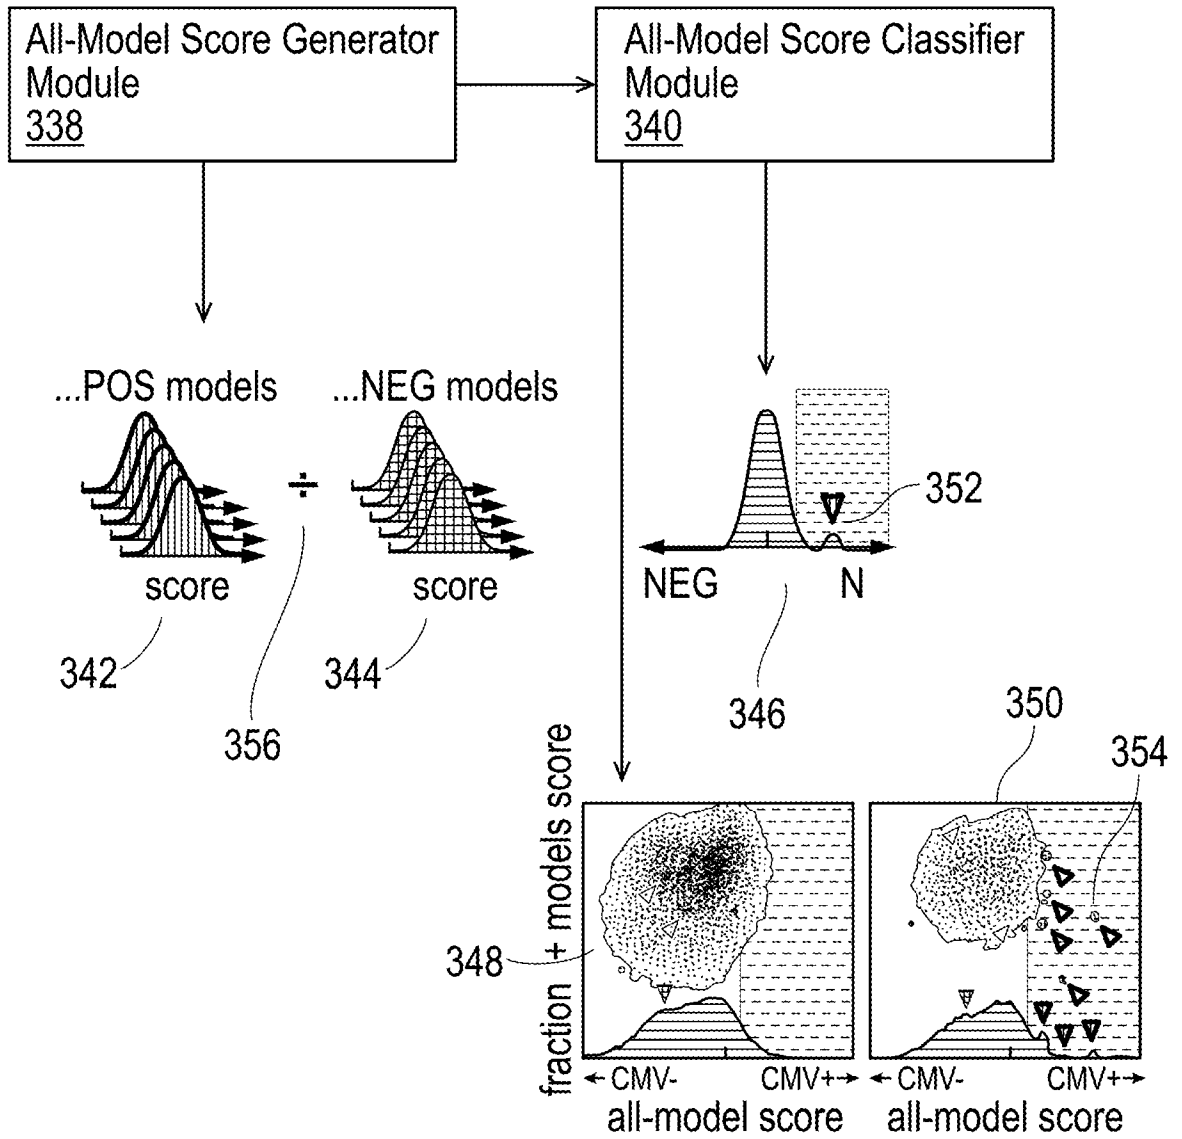 All-Model Score Generator
Module
338
All-Model Score Classifier
Module
340
...POS models
...NEG models
÷
score
score
342
344
356
352
NEG
N
346
350
354
348
fraction + models score
← CMV-
CMV+→
← CMV-
CMV+→
all-model score
all-model score